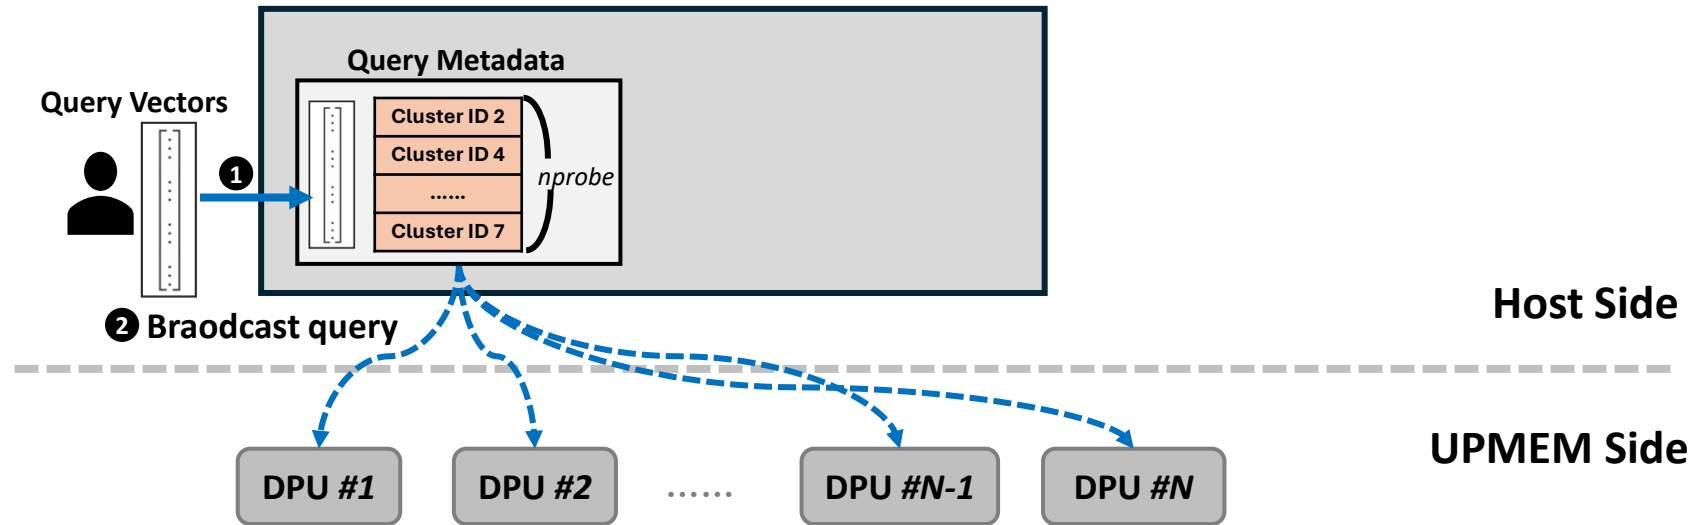 Query Metadata
Query Vectors
Cluster ID 2
Cluster ID 4
......
Cluster ID 7
nprobe
1
2 Braodcast query
Host Side
UPMEM Side
DPU #1
DPU #2
......
DPU #N-1
DPU #N